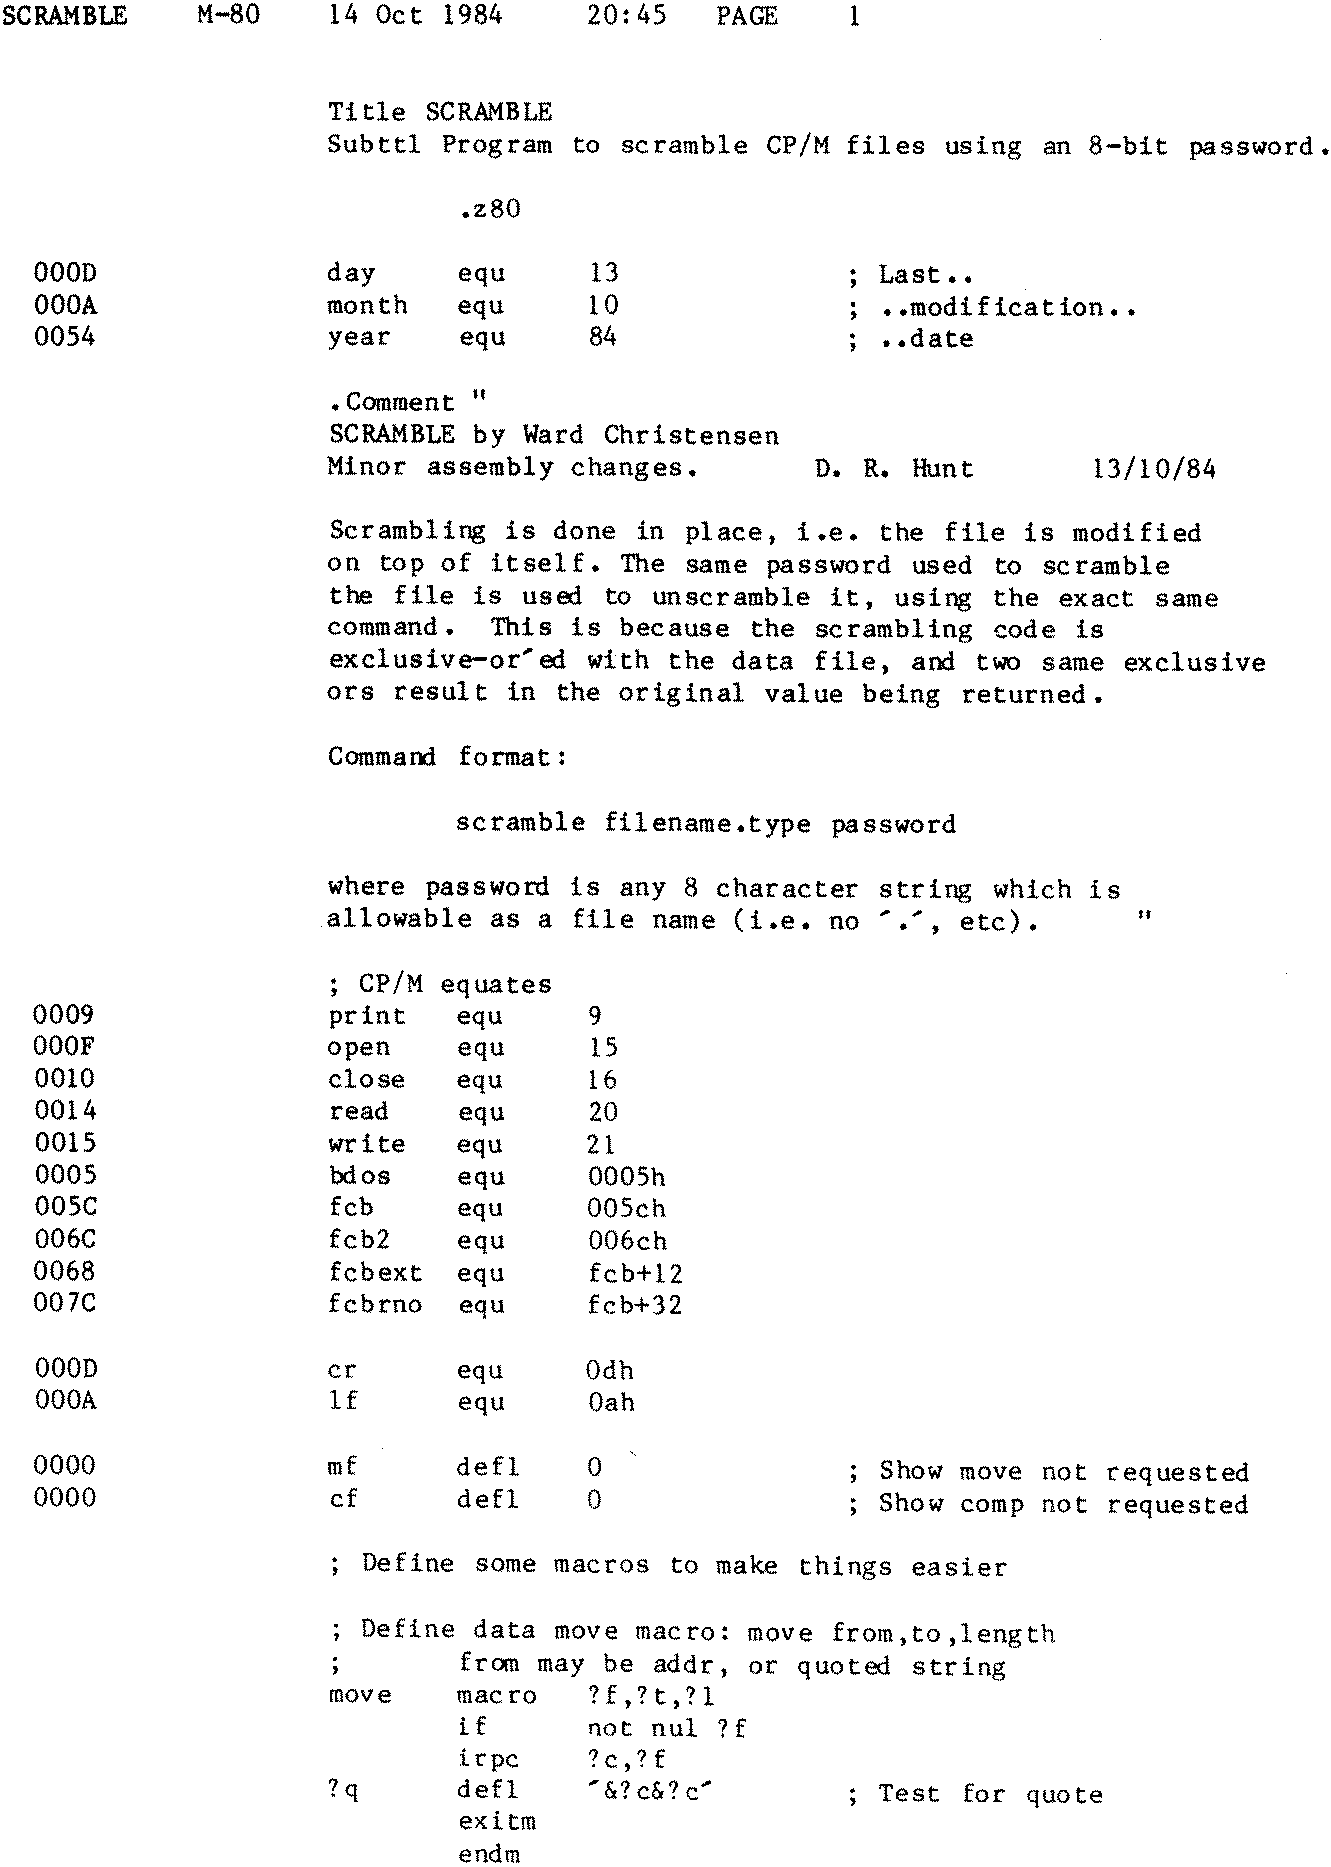 SCRAMBLE M-80 14 Oct 1984 20:45 PAGE 1
Title SCRAMBLE
Subttl Program to scramble CP/M files using an 8-bit password.
.z80
000D day equ 13 ; Last..
000A month equ 10 ; ..modification..
0054 year equ 84 ; ..date
.Comment "
SCRAMBLE by Ward Christensen
Minor assembly changes. D. R. Hunt 13/10/84
Scrambling is done in place, i.e. the file is modified
on top of itself. The same password used to scramble
the file is used to unscramble it, using the exact same
command. This is because the scrambling code is
exclusive-or'ed with the data file, and two same exclusive
ors result in the original value being returned.
Command format:
scramble filename.type password
where password is any 8 character string which is
allowable as a file name (i.e. no '.', etc). "
; CP/M equates
0009 print equ 9
000F open equ 15
0010 close equ 16
0014 read equ 20
0015 write equ 21
0005 bdos equ 0005h
005C fcb equ 005ch
006C fcb2 equ 006ch
0068 fcbext equ fcb+12
007C fcbrno equ fcb+32
000D cr equ 0dh
000A lf equ 0ah
0000 mf defl 0 ; Show move not requested
0000 cf defl 0 ; Show comp not requested
; Define some macros to make things easier
; Define data move macro: move from,to,length
; from may be addr, or quoted string
move macro ?f,?t,?l
if not nul ?f
irpc ?c,?f
?q defl '&?c&?c' ; Test for quote
exitm
endm